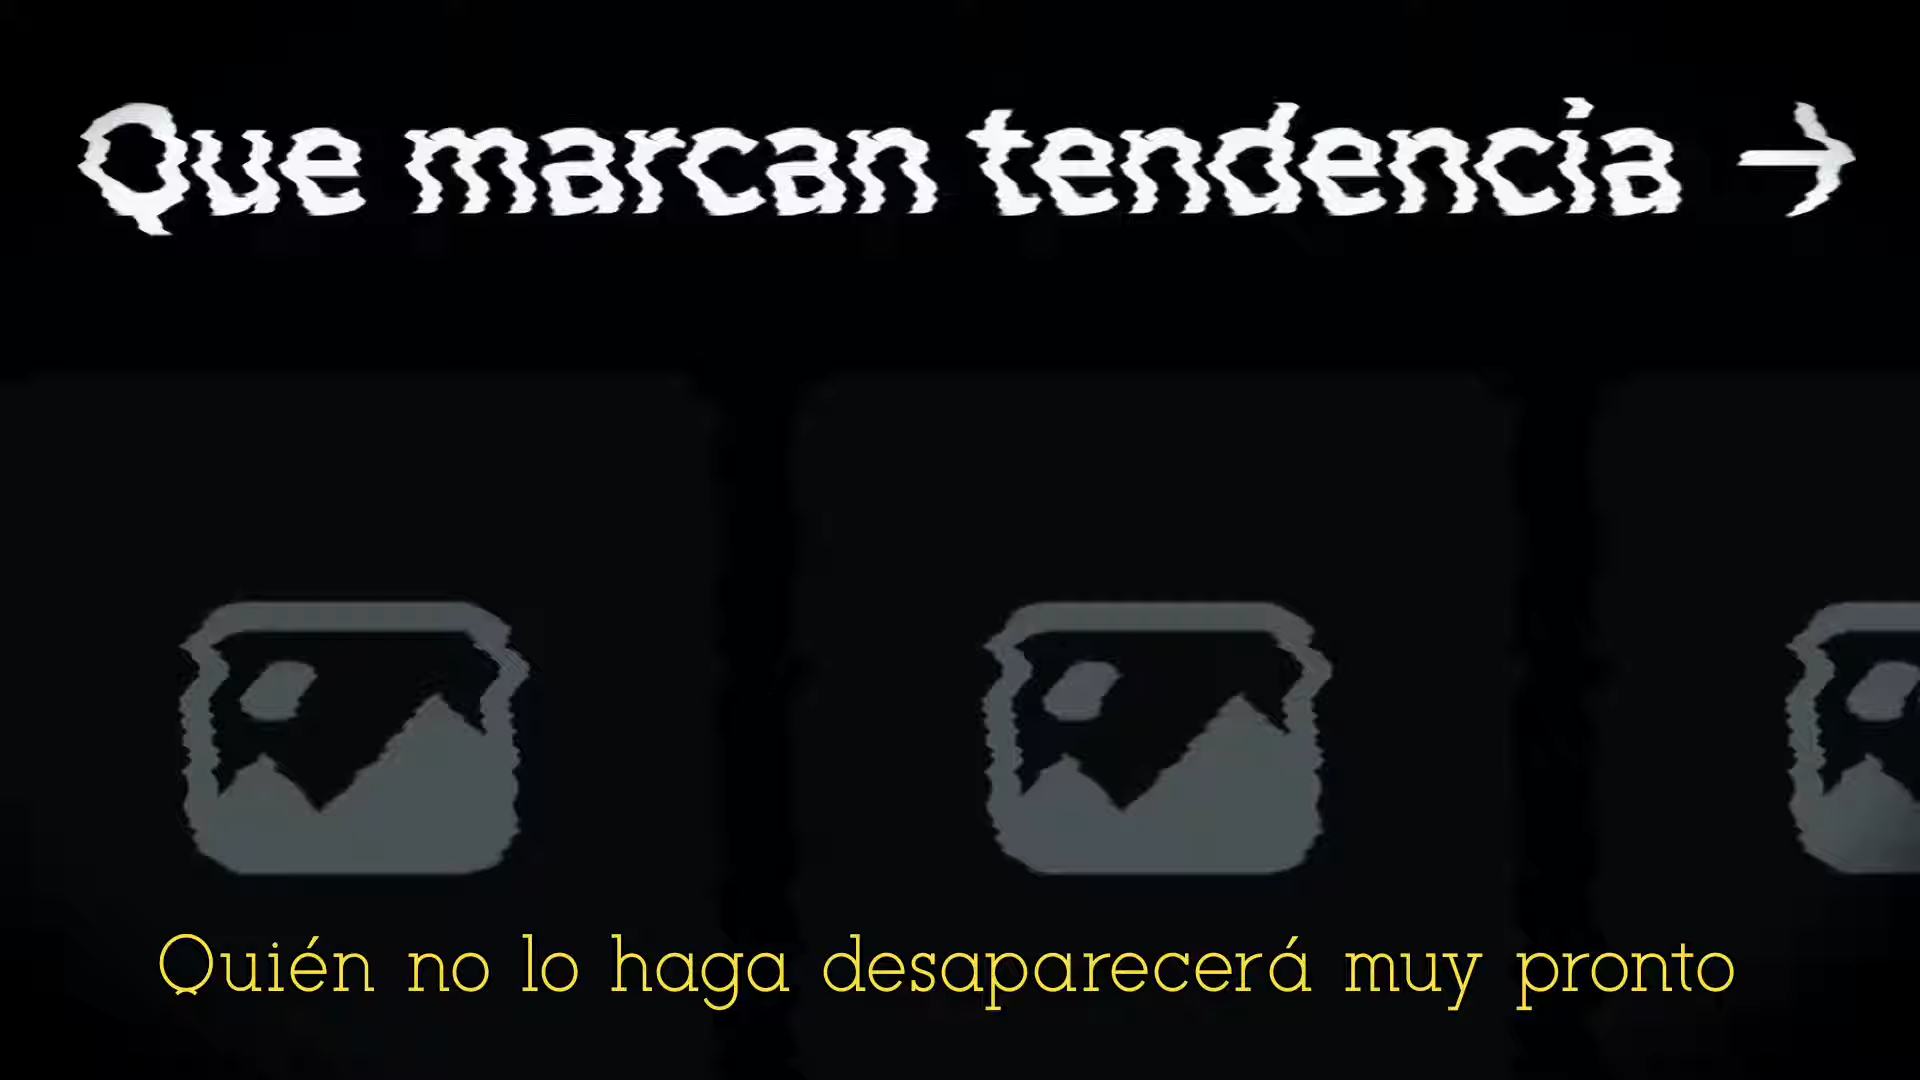 Que marcan tendencia →
Quién no lo haga desaparecerá muy pronto